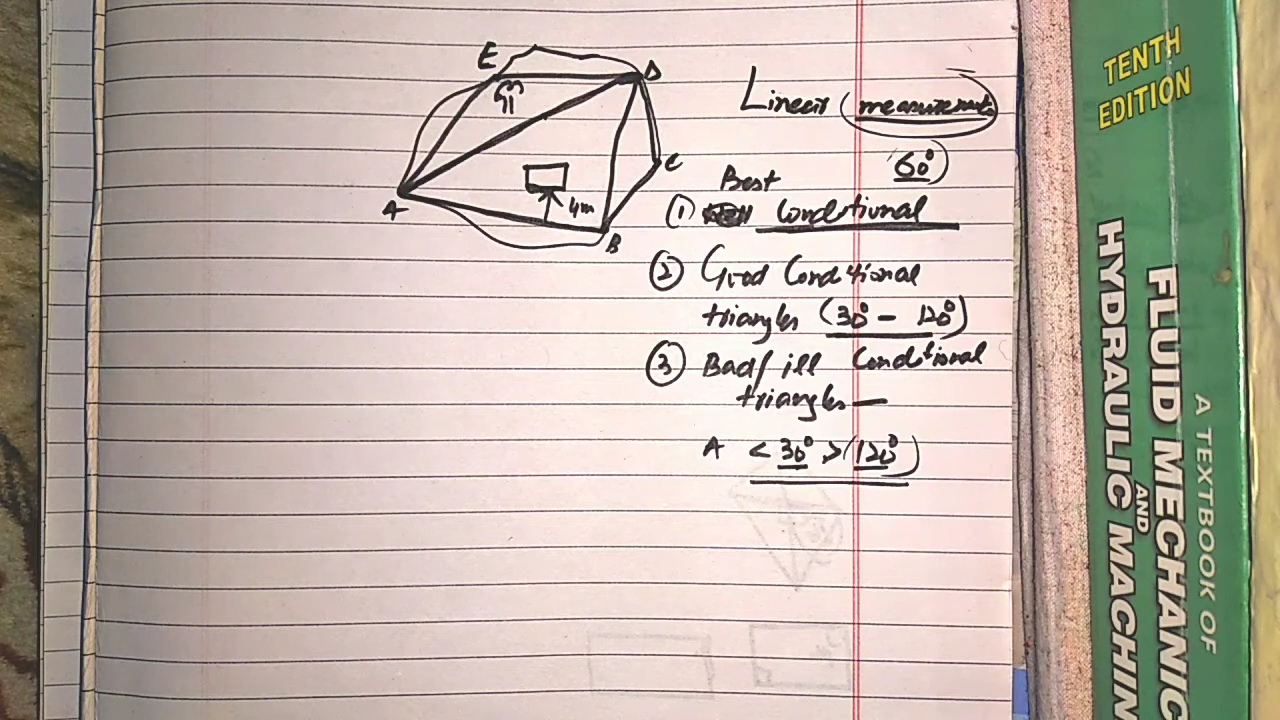 E
D
A
B
C
4m
Linear (measurements)
60°)
Best
① Conditional
② Good Conditional
triangles (30° - 120°)
③ Bad/ill Conditional
triangles —
A < 30° > (120°)
TENTH
EDITION
A TEXTBOOK OF
FLUID MECHANIC
AND
HYDRAULIC MACHIN